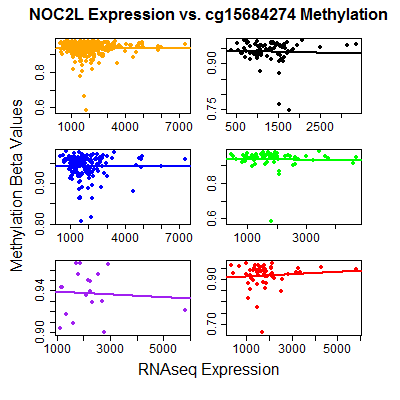 NOC2L Expression vs. cg15684274 Methylation
Methylation Beta Values
0.6 0.8
1000 4000 7000
0.75 0.90
500 1500 2500
0.80 0.90
1000 4000 7000
0.6 0.8
1000 3000
0.90 0.94
1000 3000 5000
0.70 0.80 0.90
1000 3000 5000
RNAseq Expression